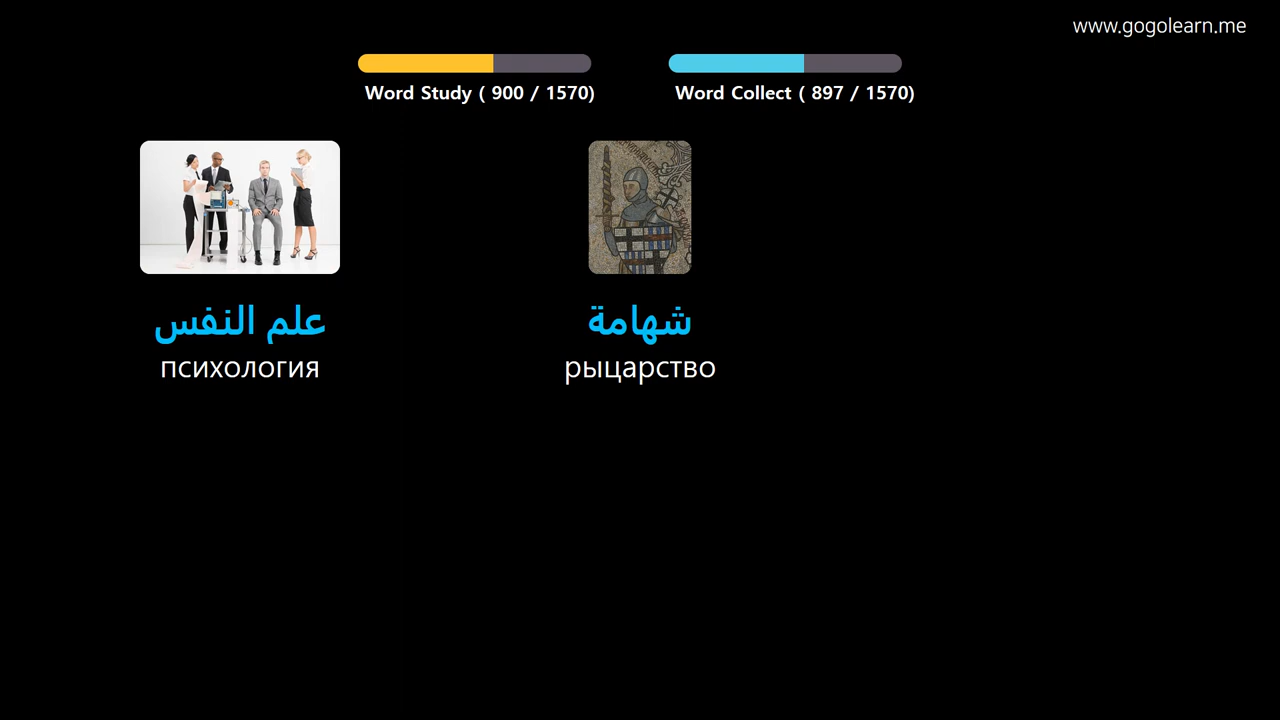 www.gogolearn.me
Word Study ( 900 / 1570)
Word Collect ( 897 / 1570)
علم النفس
психология
شهامة
рыцарство